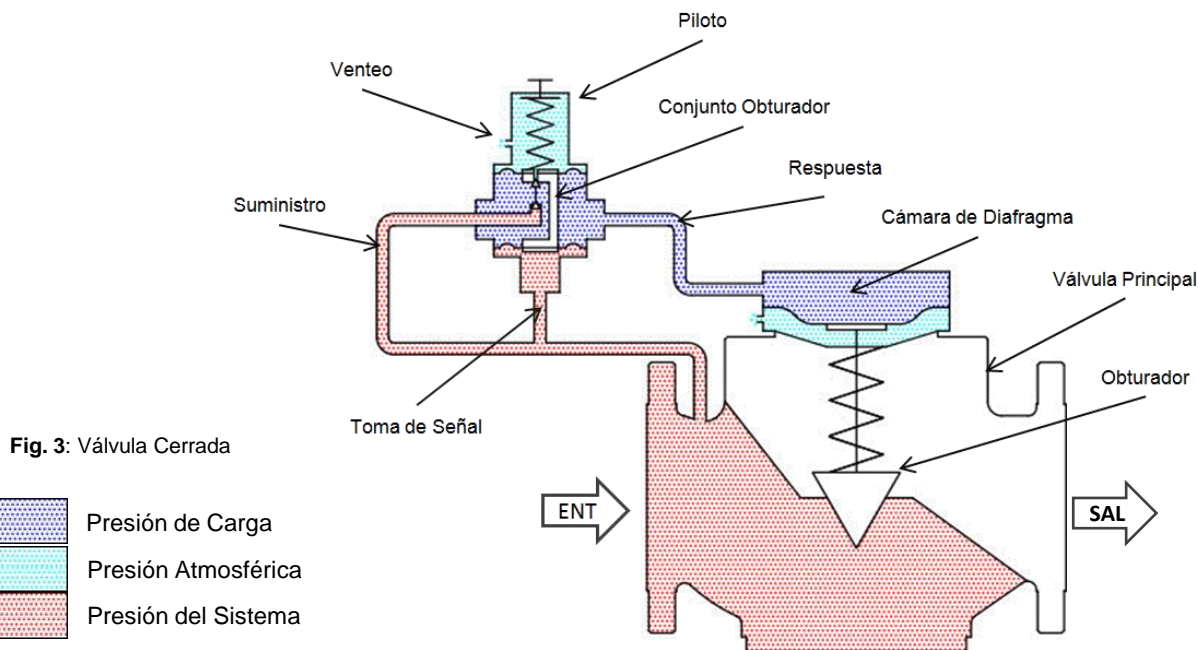 Piloto
Venteo
Conjunto Obturador
Respuesta
Suministro
Cámara de Diafragma
Válvula Principal
Obturador
Toma de Señal
Fig. 3: Válvula Cerrada
Presión de Carga
ENT
SAL
Presión Atmosférica
Presión del Sistema